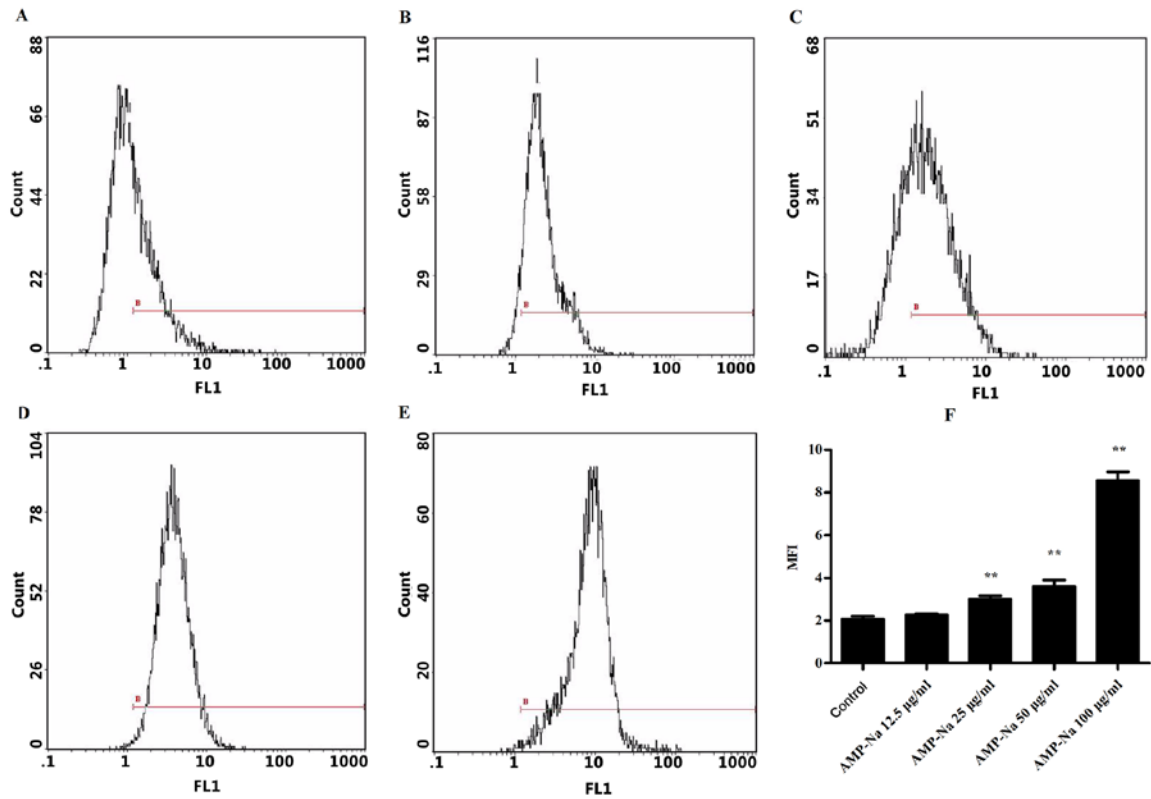 A
88
66
44
22
0
Count
B
.1 1 10 100 1000
FL1
B
116
87
58
29
0
Count
B
.1 1 10 100 1000
FL1
C
68
51
34
17
0
Count
B
.1 1 10 100 1000
FL1
D
104
78
52
26
0
Count
B
.1 1 10 100 1000
FL1
E
80
60
40
20
0
Count
B
.1 1 10 100 1000
FL1
F
10
8
6
4
2
0
MFI
**
**
**
Control
AMP-Na 12.5 µg/ml
AMP-Na 25 µg/ml
AMP-Na 50 µg/ml
AMP-Na 100 µg/ml